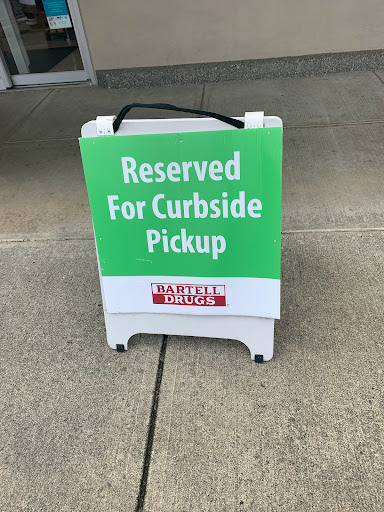 Reserved
For Curbside
Pickup
BARTELL
DRUGS